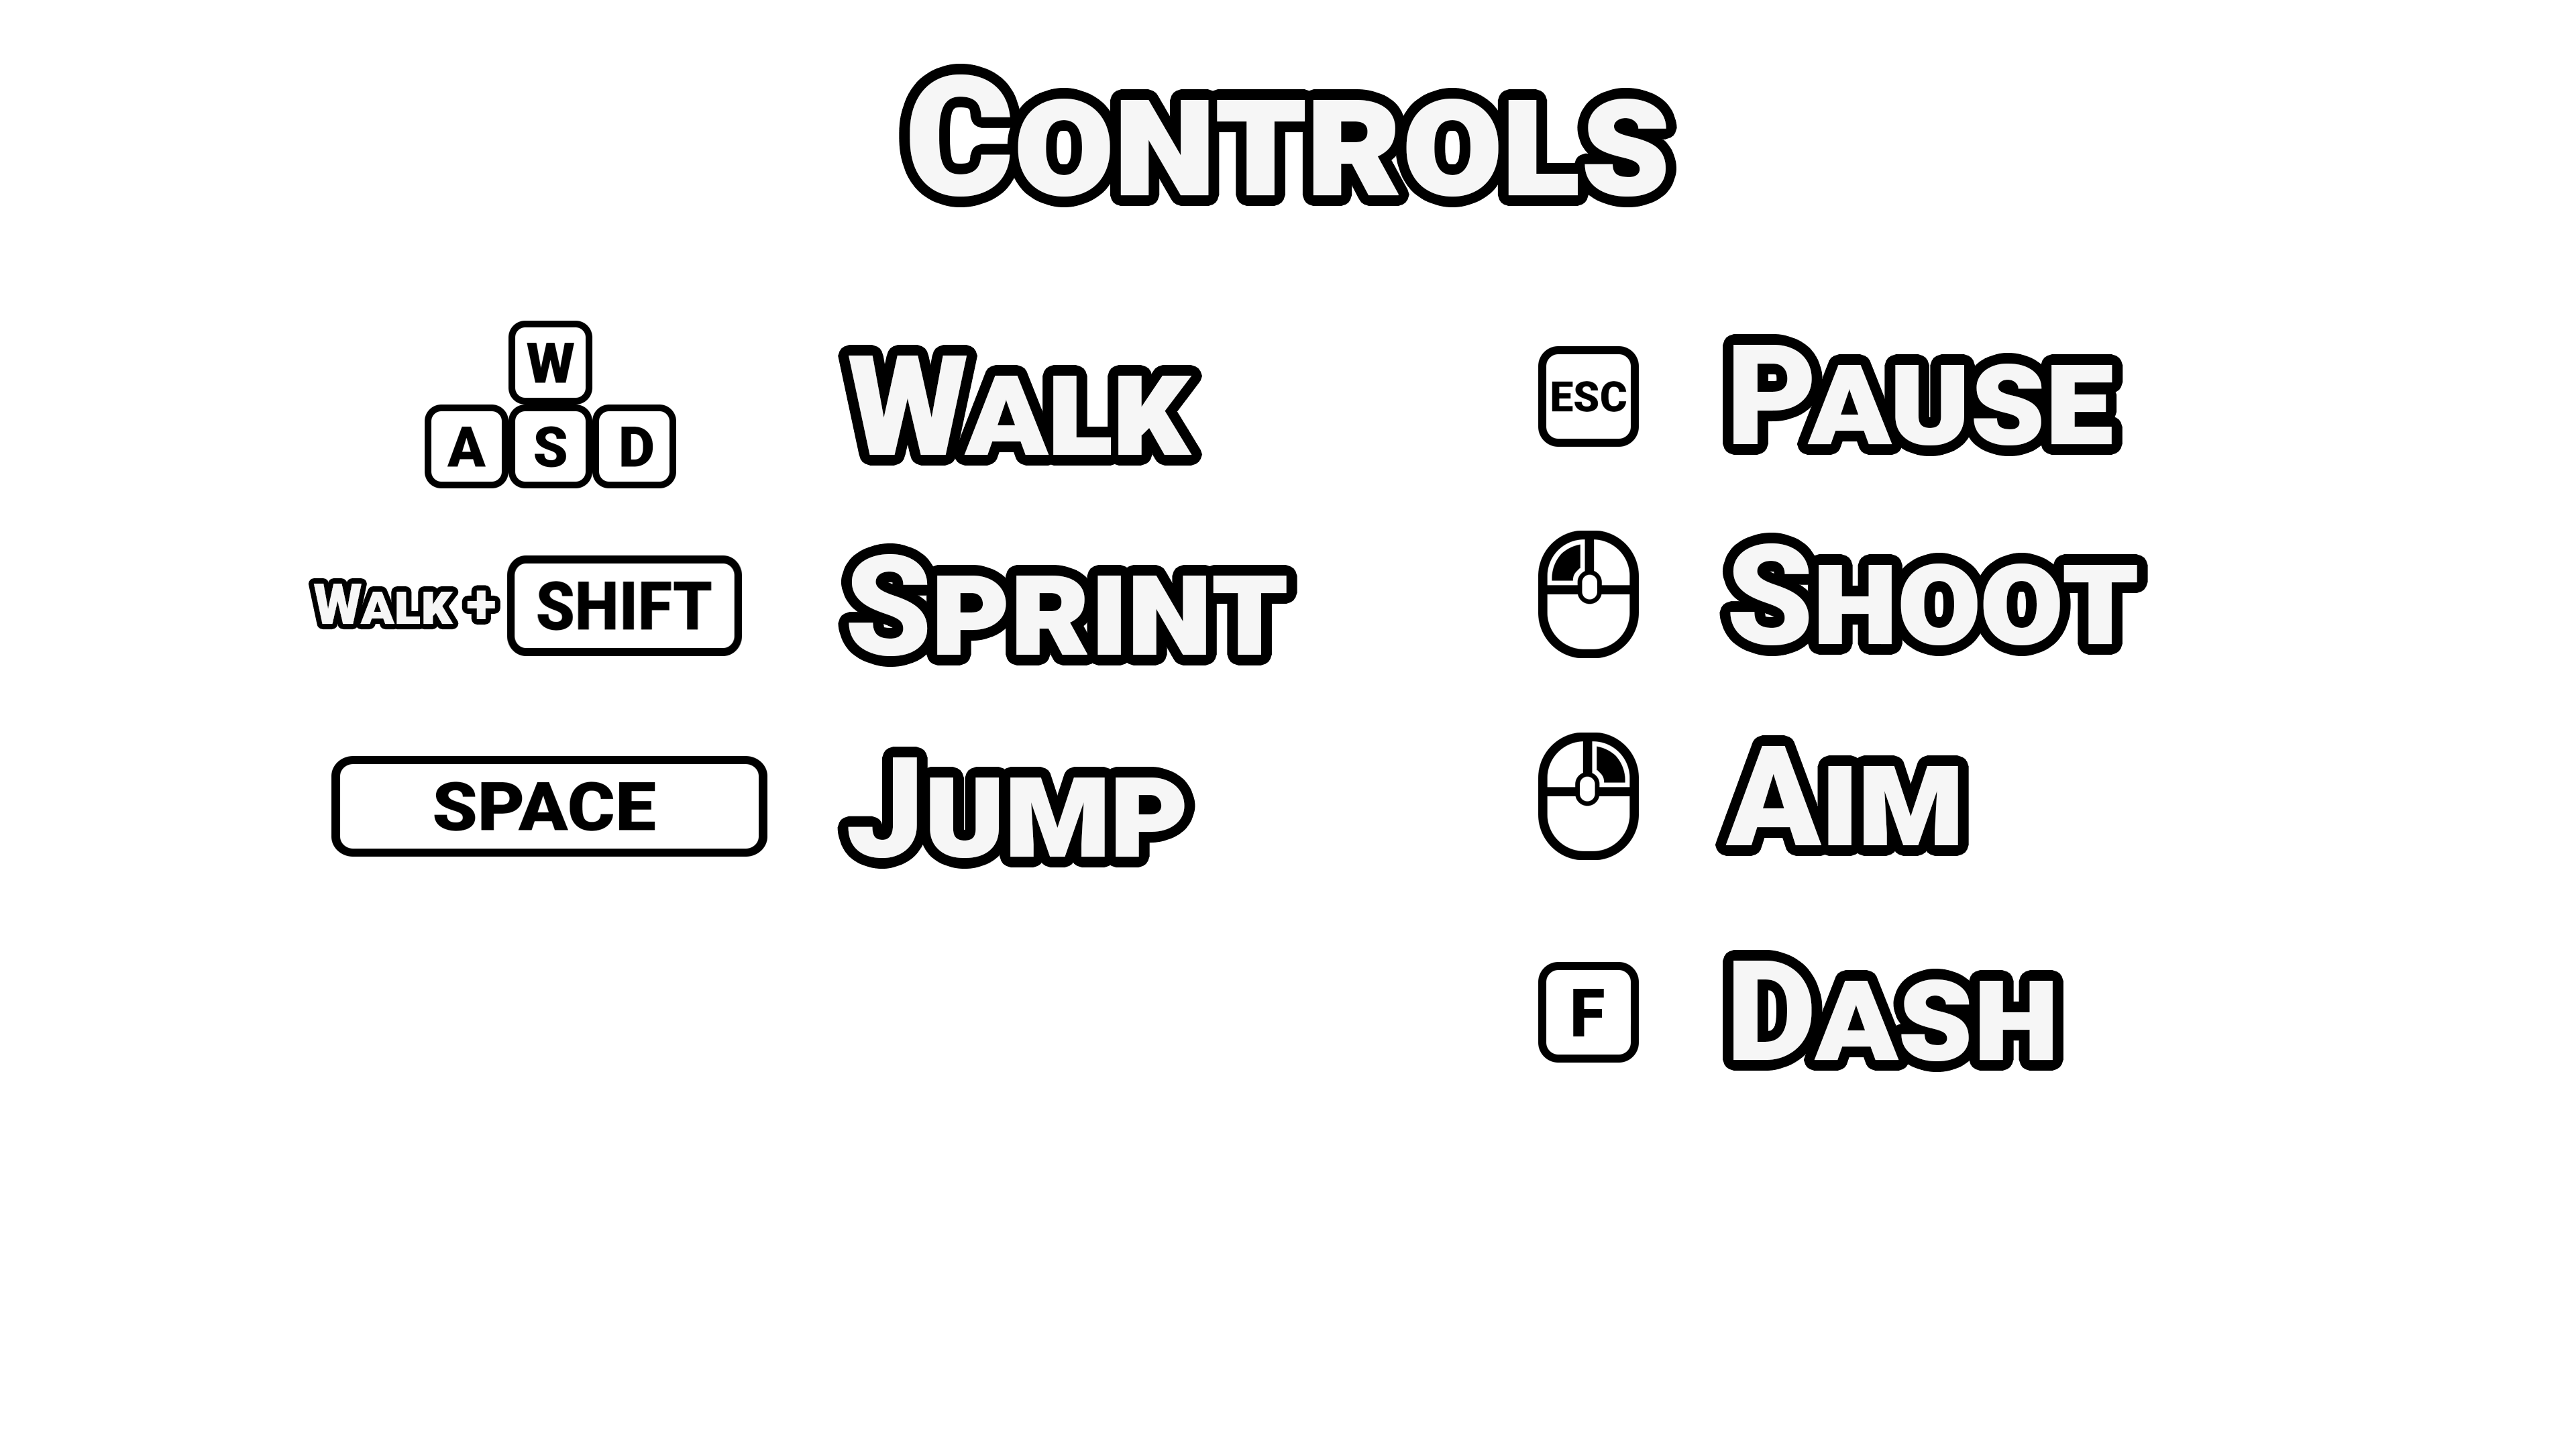 CONTROLS
W
A S D
WALK
WALK + SHIFT
SPRINT
SPACE
JUMP
ESC
PAUSE
SHOOT
AIM
F
DASH